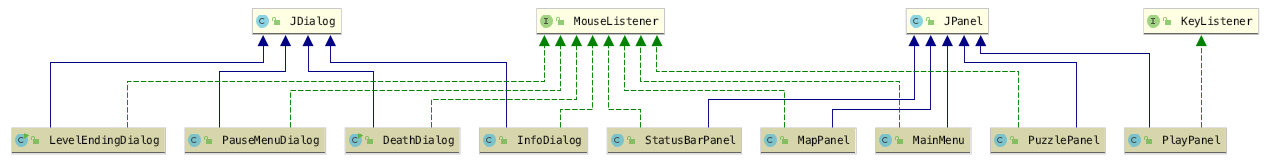 JDialog
MouseListener
JPanel
KeyListener
LevelEndingDialog
PauseMenuDialog
DeathDialog
InfoDialog
StatusBarPanel
MapPanel
MainMenu
PuzzlePanel
PlayPanel